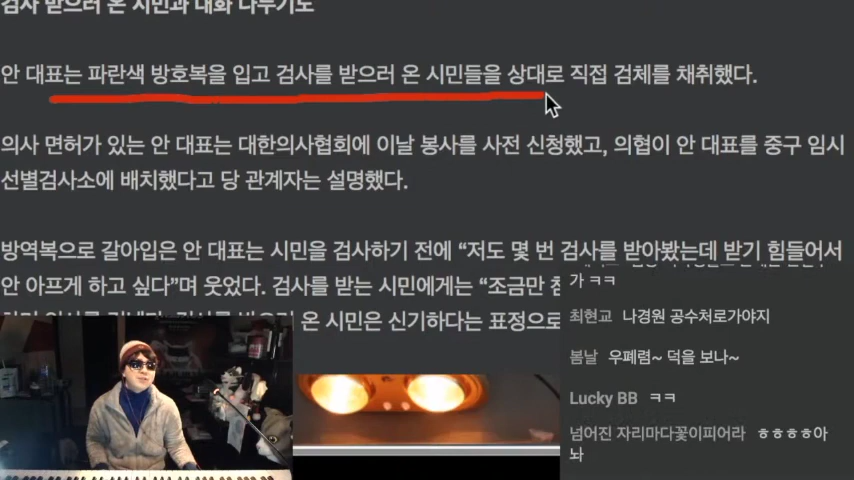 검사 받으러 온 시민과 대화 나누기도
안 대표는 파란색 방호복을 입고 검사를 받으러 온 시민들을 상대로 직접 검체를 채취했다.
의사 면허가 있는 안 대표는 대한의사협회에 이날 봉사를 사전 신청했고, 의협이 안 대표를 중구 임시
선별검사소에 배치했다고 당 관계자는 설명했다.
방역복으로 갈아입은 안 대표는 시민을 검사하기 전에 “저도 몇 번 검사를 받아봤는데 받기 힘들어서
안 아프게 하고 싶다”며 웃었다. 검사를 받는 시민에게는 “조금만 참
온 시민은 신기하다는 표정으로
가 ㅋㅋ
최현교 나경원 공수처로가야지
봄날 우폐렴~ 덕을 보나~
Lucky BB ㅋㅋ
넘어진 자리마다꽃이피어라 ㅎㅎㅎㅎ아
놔